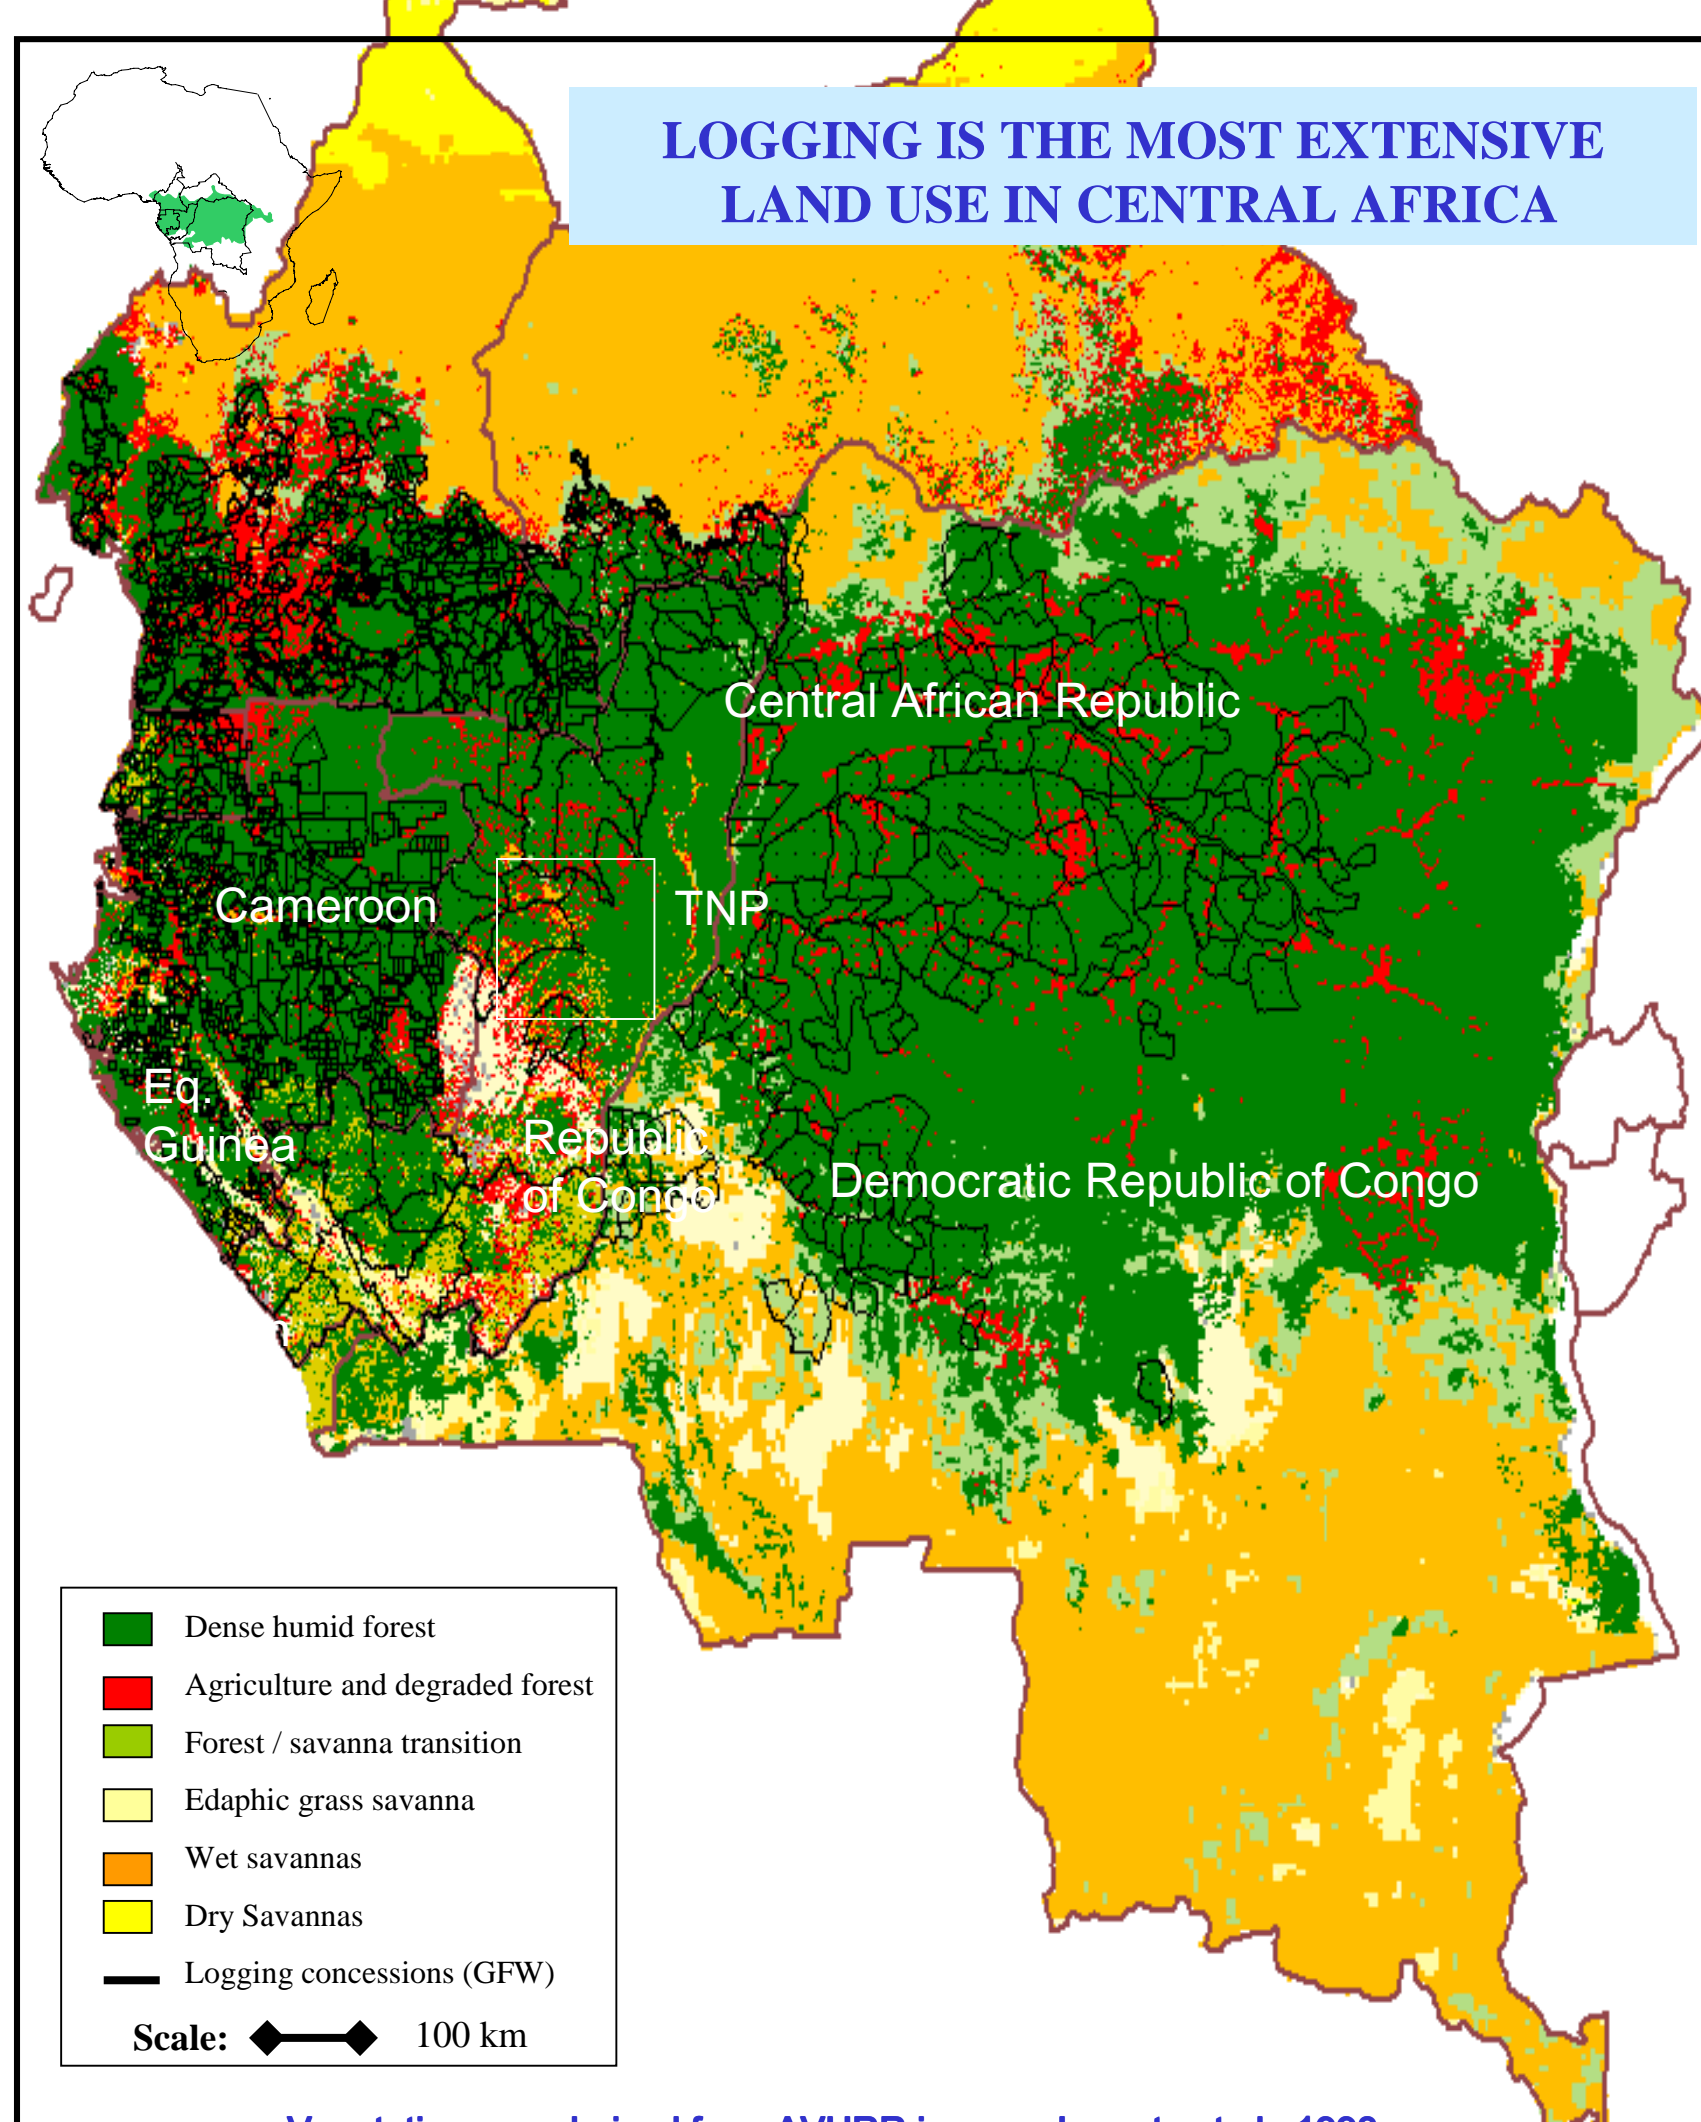 LOGGING IS THE MOST EXTENSIVE
LAND USE IN CENTRAL AFRICA
Central African Republic
Cameroon
TNP
Eq.
Guinea
Republic
of Congo
Democratic Republic of Congo
Dense humid forest
Agriculture and degraded forest
Forest / savanna transition
Edaphic grass savanna
Wet savannas
Dry Savannas
Logging concessions (GFW)
Scale: 100 km